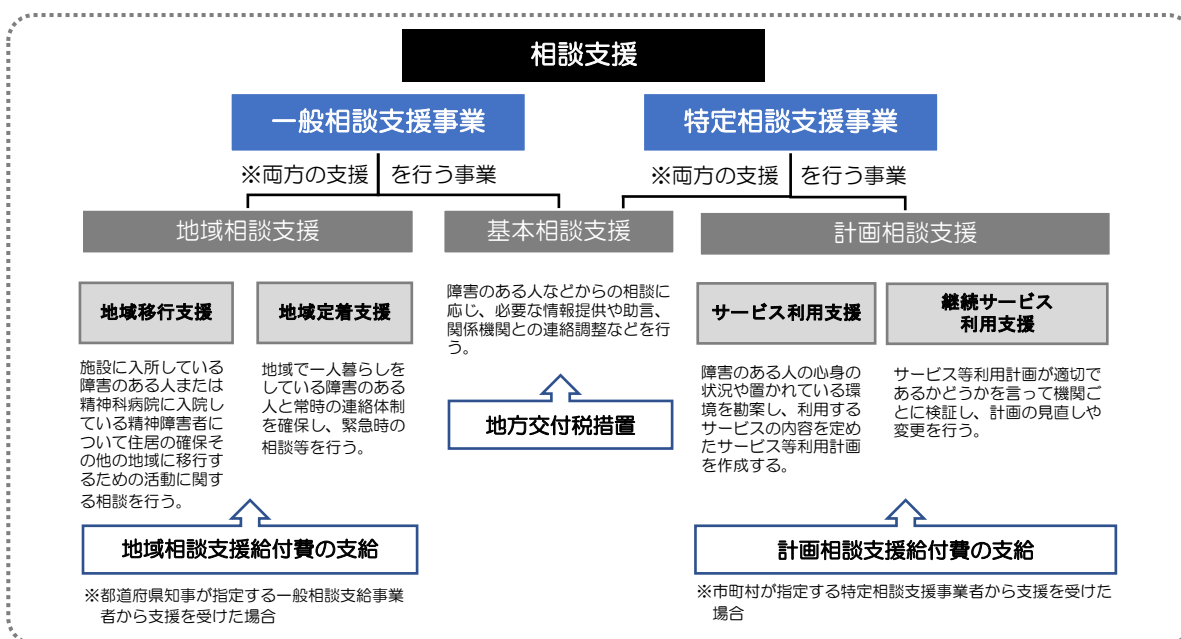 相談支援
一般相談支援事業
特定相談支援事業
※両方の支援 を行う事業
※両方の支援 を行う事業
地域相談支援
基本相談支援
計画相談支援
地域移行支援
地域定着支援
障害のある人などからの相談に
応じ、必要な情報提供や助言、
関係機関との連絡調整などを行
う。
サービス利用支援
継続サービス
利用支援
施設に入所している
障害のある人または
精神科病院に入院し
ている精神障害者に
ついて住居の確保そ
の他の地域に移行す
るための活動に関す
る相談を行う。
地域で一人暮らしを
している障害のある
人と常時の連絡体制
を確保し、緊急時の
相談等を行う。
地方交付税措置
障害のある人の心身の
状況や置かれている環
境を勘案し、利用する
サービスの内容を定め
たサービス等利用計画
を作成する。
サービス等利用計画が適切で
あるかどうかを言って機関ご
とに検証し、計画の見直しや
変更を行う。
地域相談支援給付費の支給
計画相談支援給付費の支給
※都道府県知事が指定する一般相談支給事業
者から支援を受けた場合
※市町村が指定する特定相談支援事業者から支援を受けた
場合